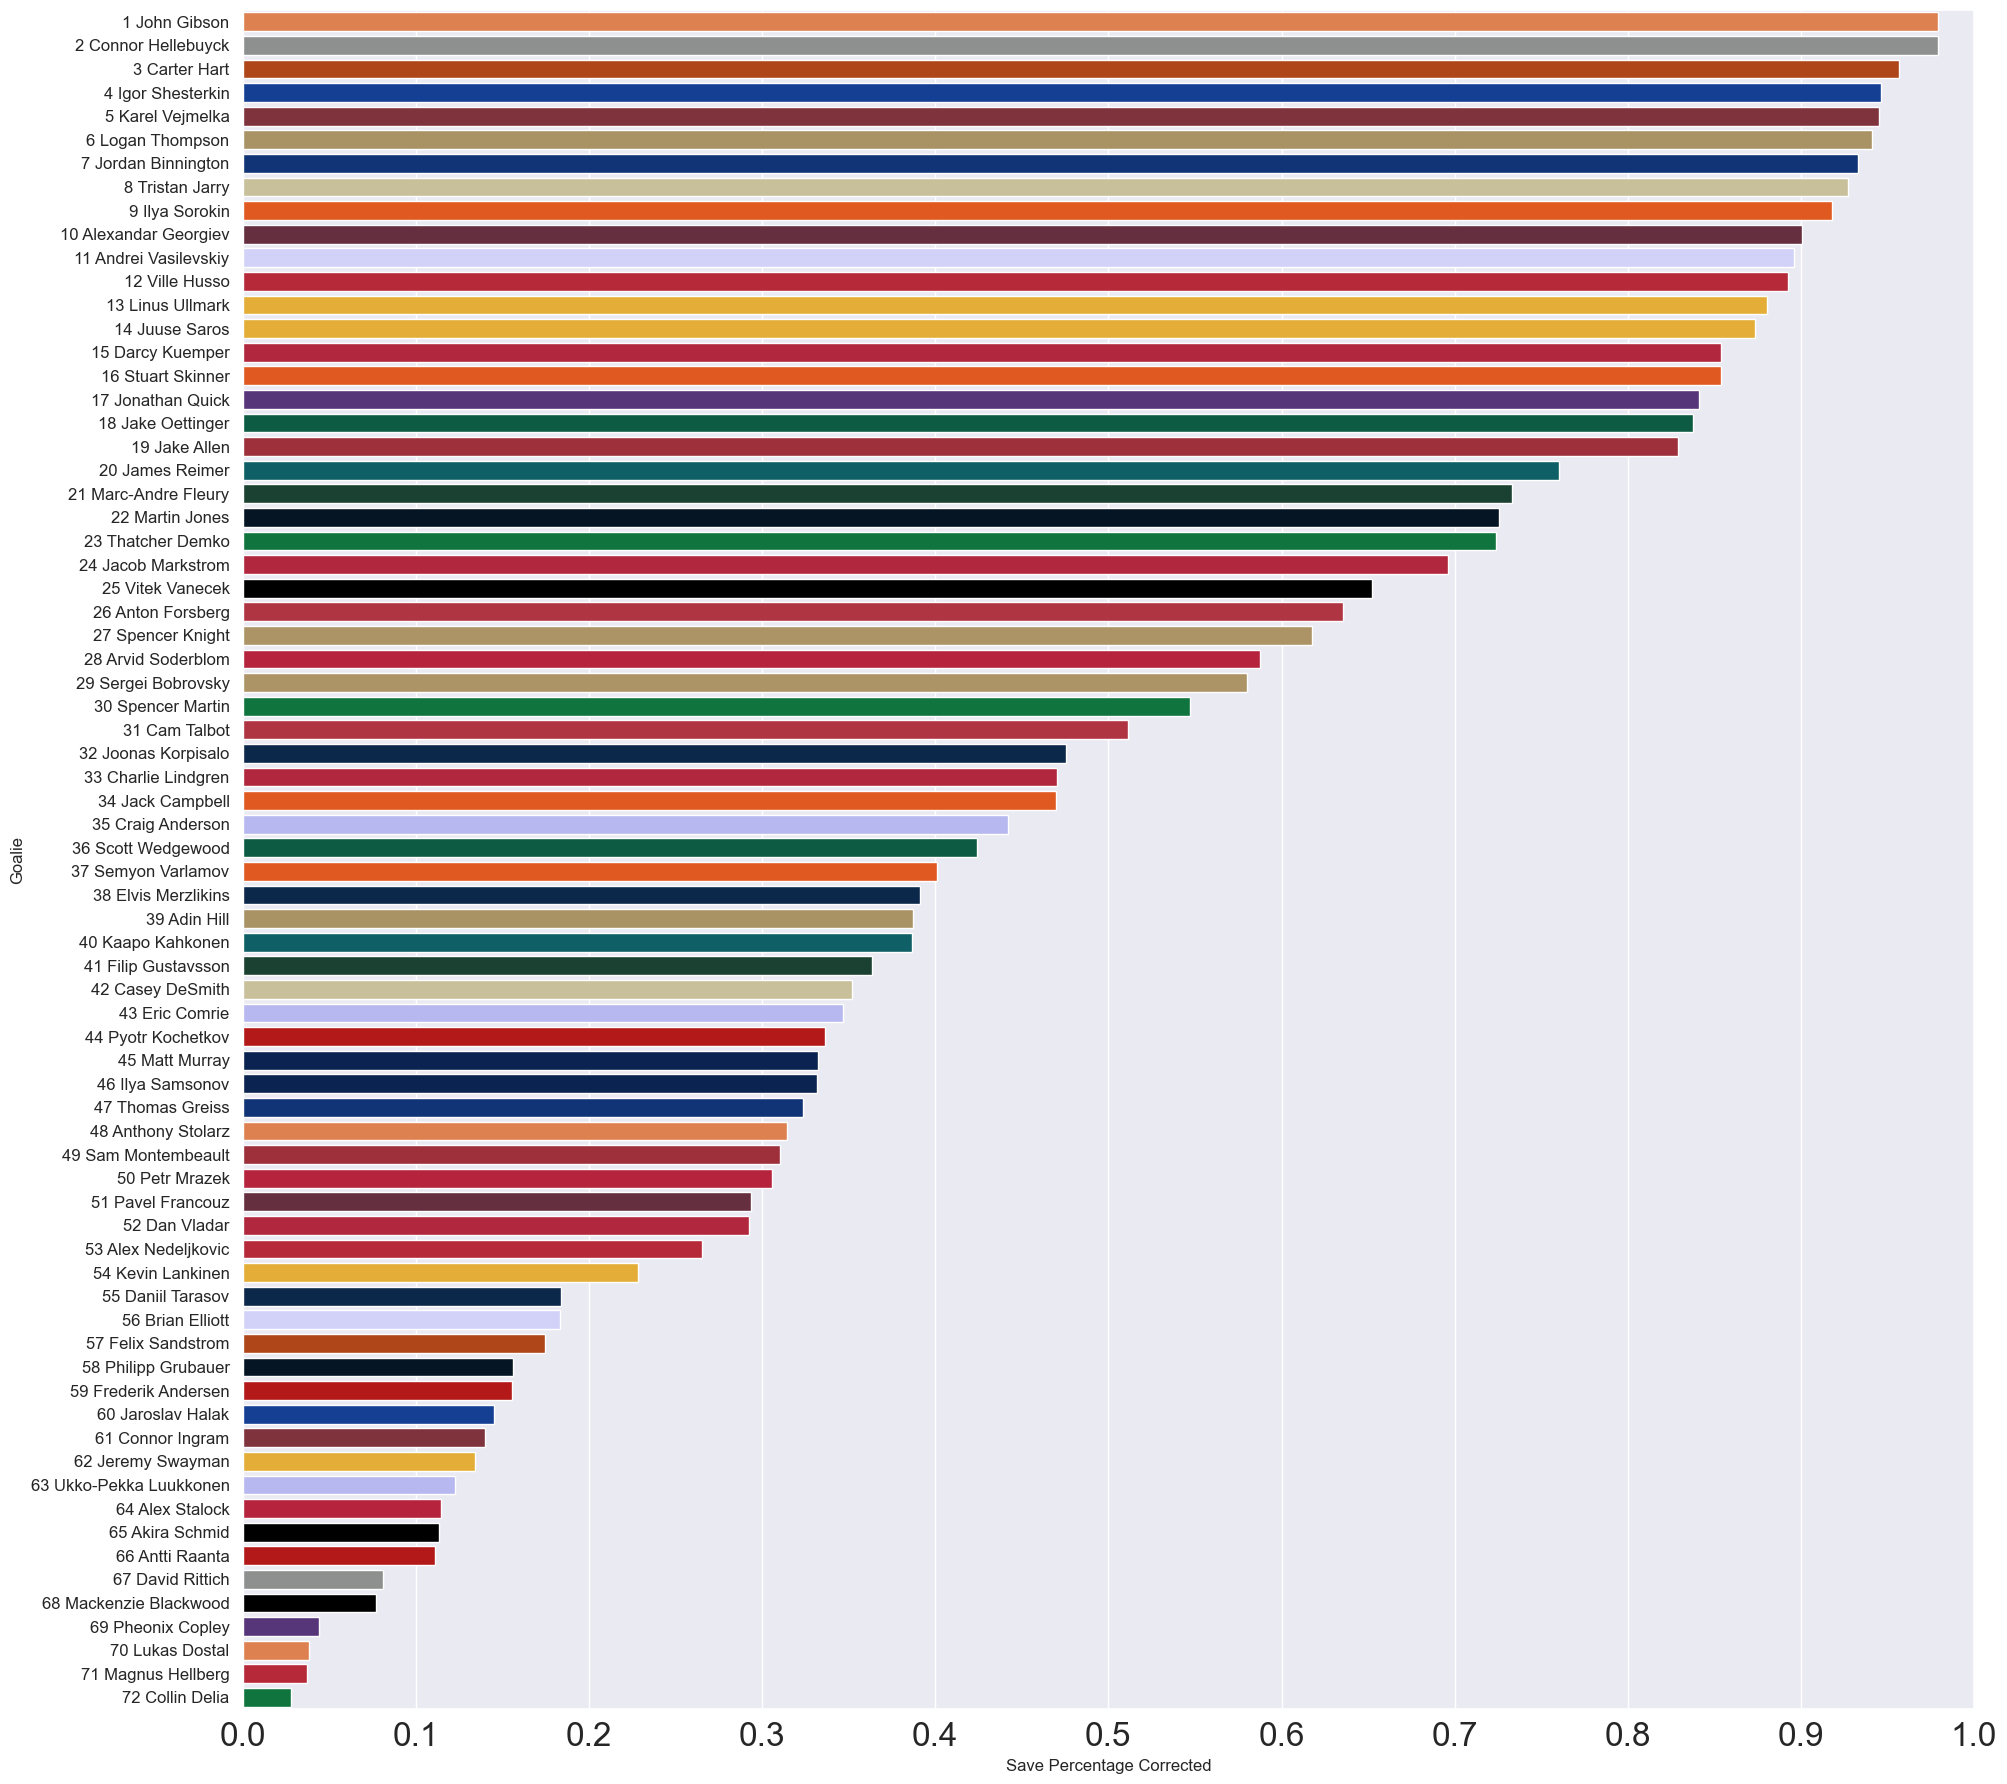 1 John Gibson
2 Connor Hellebuyck
3 Carter Hart
4 Igor Shesterkin
5 Karel Vejmelka
6 Logan Thompson
7 Jordan Binnington
8 Tristan Jarry
9 Ilya Sorokin
10 Alexandar Georgiev
11 Andrei Vasilevskiy
12 Ville Husso
13 Linus Ullmark
14 Juuse Saros
15 Darcy Kuemper
16 Stuart Skinner
17 Jonathan Quick
18 Jake Oettinger
19 Jake Allen
20 James Reimer
21 Marc-Andre Fleury
22 Martin Jones
23 Thatcher Demko
24 Jacob Markstrom
25 Vitek Vanecek
26 Anton Forsberg
27 Spencer Knight
28 Arvid Soderblom
29 Sergei Bobrovsky
30 Spencer Martin
31 Cam Talbot
32 Joonas Korpisalo
33 Charlie Lindgren
34 Jack Campbell
35 Craig Anderson
36 Scott Wedgewood
37 Semyon Varlamov
38 Elvis Merzlikins
39 Adin Hill
40 Kaapo Kahkonen
41 Filip Gustavsson
42 Casey DeSmith
43 Eric Comrie
44 Pyotr Kochetkov
45 Matt Murray
46 Ilya Samsonov
47 Thomas Greiss
48 Anthony Stolarz
49 Sam Montembeault
50 Petr Mrazek
51 Pavel Francouz
52 Dan Vladar
53 Alex Nedeljkovic
54 Kevin Lankinen
55 Daniil Tarasov
56 Brian Elliott
57 Felix Sandstrom
58 Philipp Grubauer
59 Frederik Andersen
60 Jaroslav Halak
61 Connor Ingram
62 Jeremy Swayman
63 Ukko-Pekka Luukkonen
64 Alex Stalock
65 Akira Schmid
66 Antti Raanta
67 David Rittich
68 Mackenzie Blackwood
69 Pheonix Copley
70 Lukas Dostal
71 Magnus Hellberg
72 Collin Delia
Goalie
0.0 0.1 0.2 0.3 0.4 0.5 0.6 0.7 0.8 0.9 1.0
Save Percentage Corrected